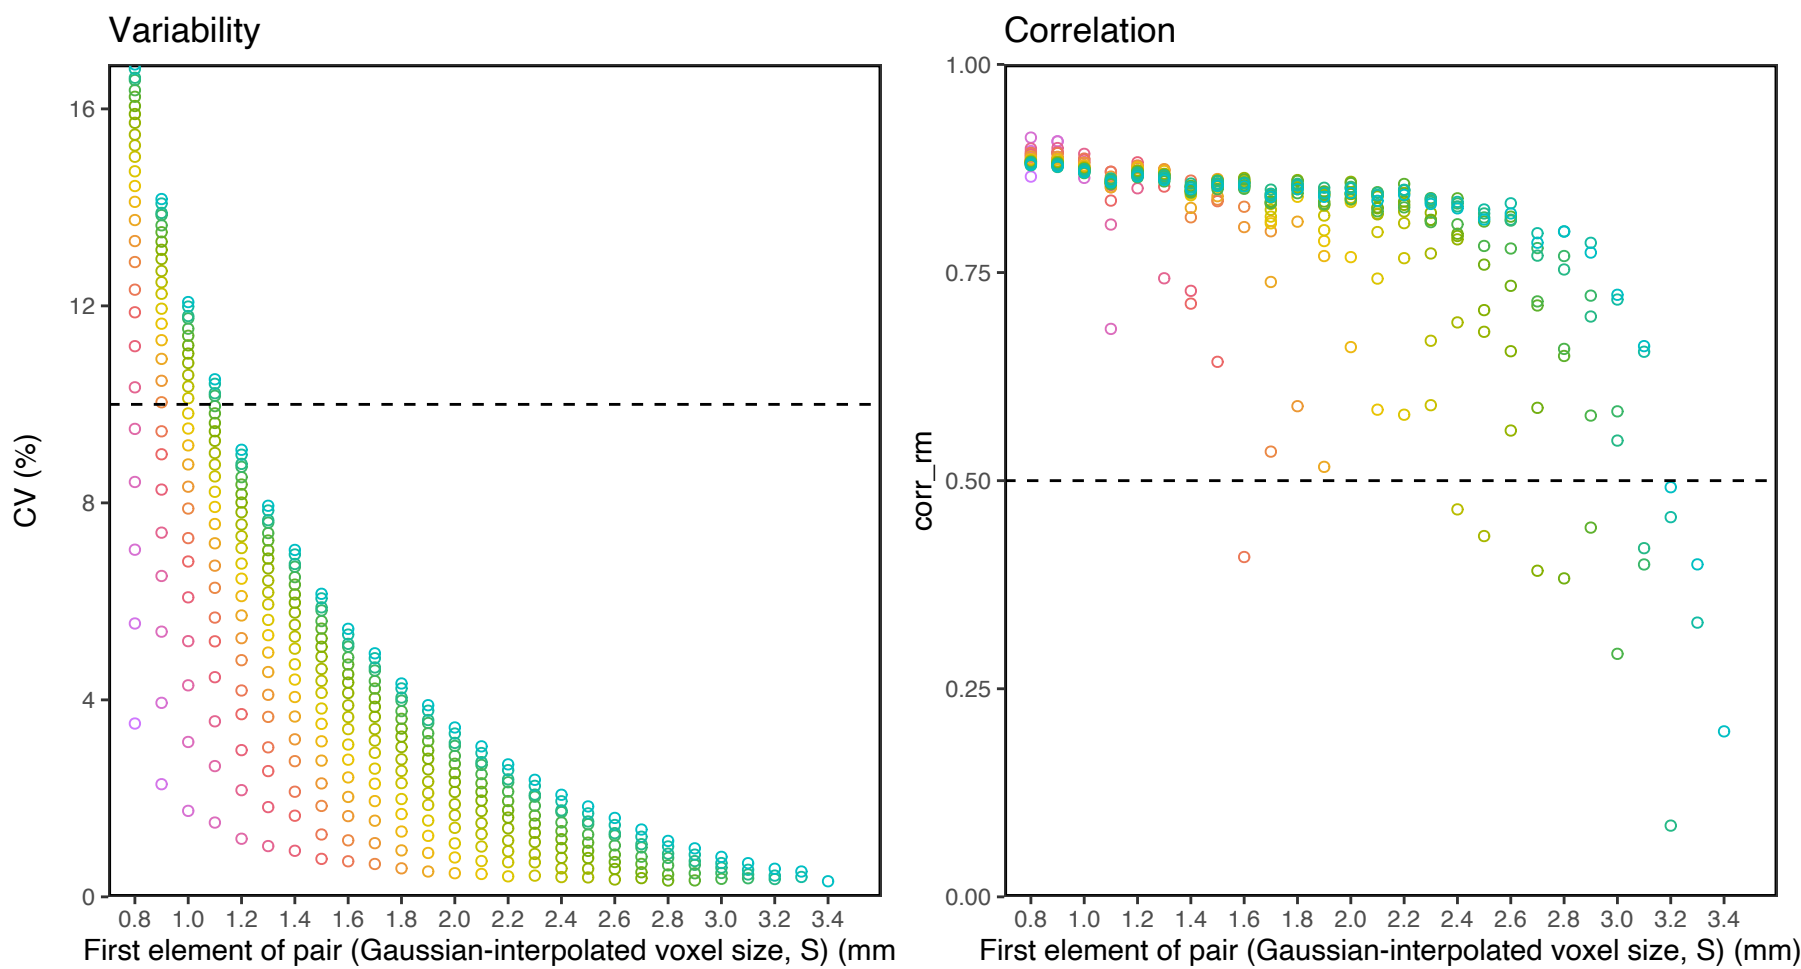 Variability
CV (%)
16
12
8
4
0
0.8 1.0 1.2 1.4 1.6 1.8 2.0 2.2 2.4 2.6 2.8 3.0 3.2 3.4
First element of pair (Gaussian-interpolated voxel size, S) (mm
Correlation
corr_rm
1.00
0.75
0.50
0.25
0.00
0.8 1.0 1.2 1.4 1.6 1.8 2.0 2.2 2.4 2.6 2.8 3.0 3.2 3.4
First element of pair (Gaussian-interpolated voxel size, S) (mm)